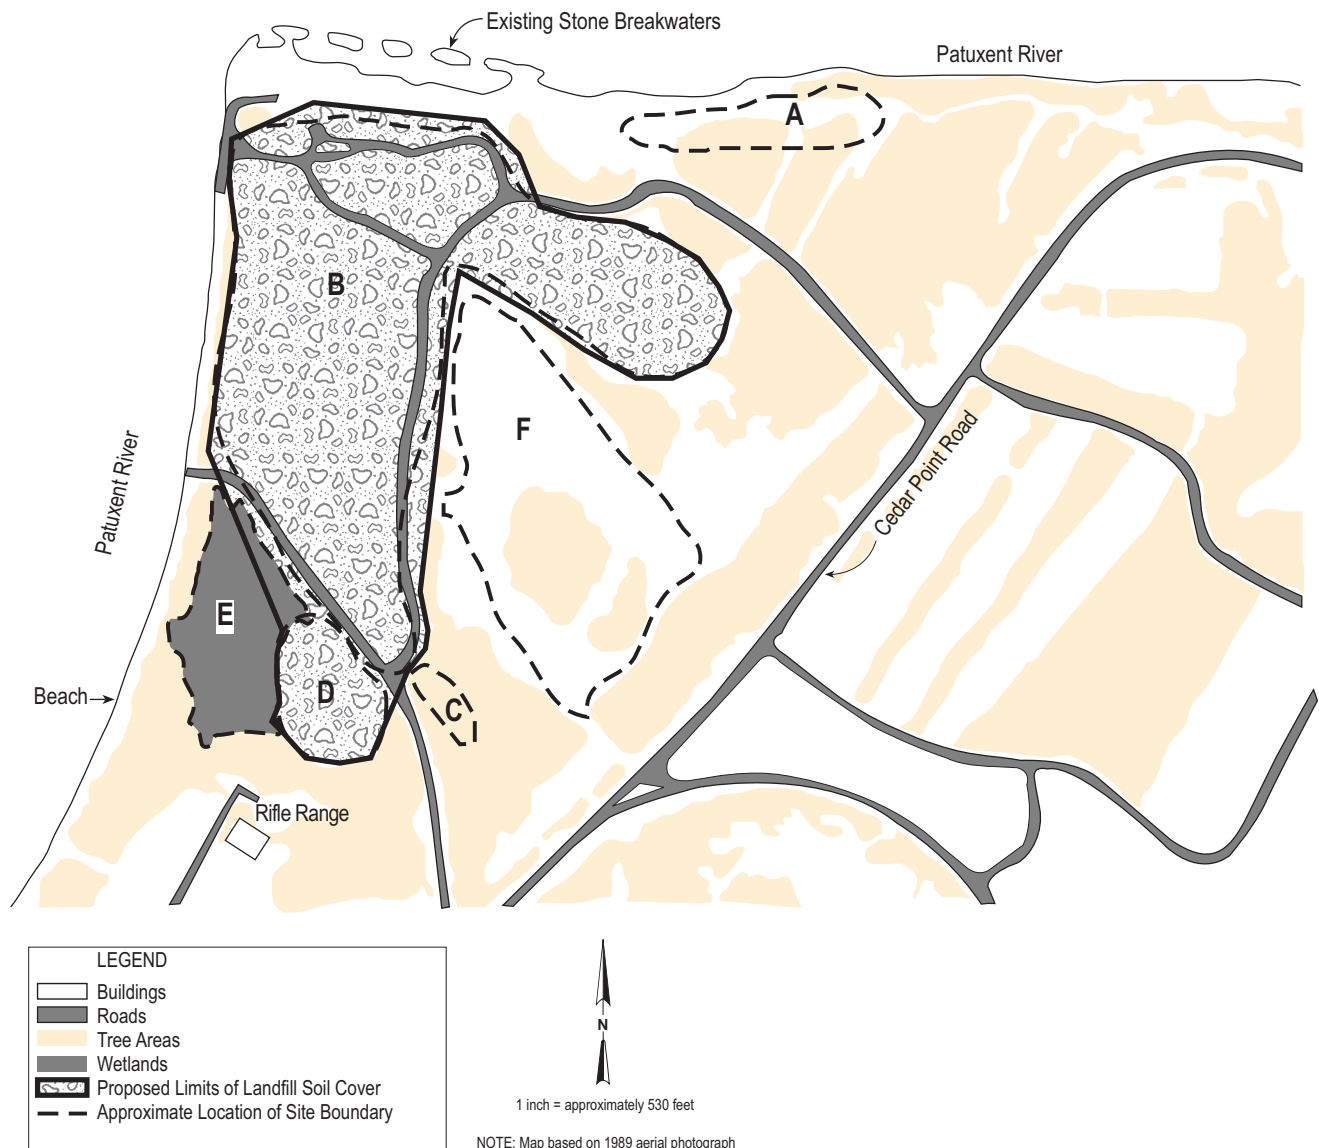 Existing Stone Breakwaters
Patuxent River
A
B
F
Cedar Point Road
Patuxent River
E
D
C
Beach
Rifle Range
LEGEND
Buildings
Roads
Tree Areas
Wetlands
Proposed Limits of Landfill Soil Cover
Approximate Location of Site Boundary
N
1 inch = approximately 530 feet
NOTE: Map based on 1989 aerial photograph